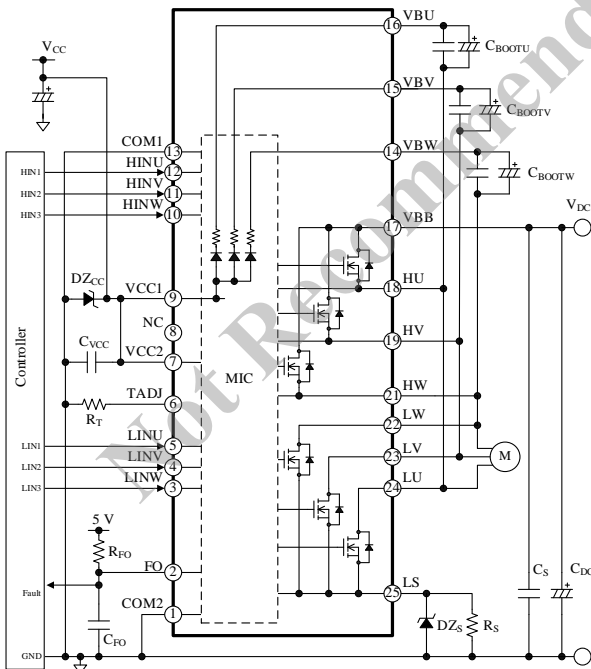 Not Recommend
VCC
VBU
16
CBOOTU
VBV
15
CBOOTV
COM1
13
VBW
14
CBOOTW
HIN1
HINU
12
HIN2
HINV
11
HIN3
HINW
10
VDC
VBB
17
DZCC
VCC1
9
HU
18
NC
8
HV
19
CVCC
VCC2
7
MIC
Controller
TADJ
6
RT
HW
21
LW
22
LIN1
LINU
5
LV
23
M
LIN2
LINV
4
LU
24
LIN3
LINW
3
5 V
RFO
FO
2
Fault
CFO
COM2
1
LS
25
DZS
RS
CS
CDC
GND